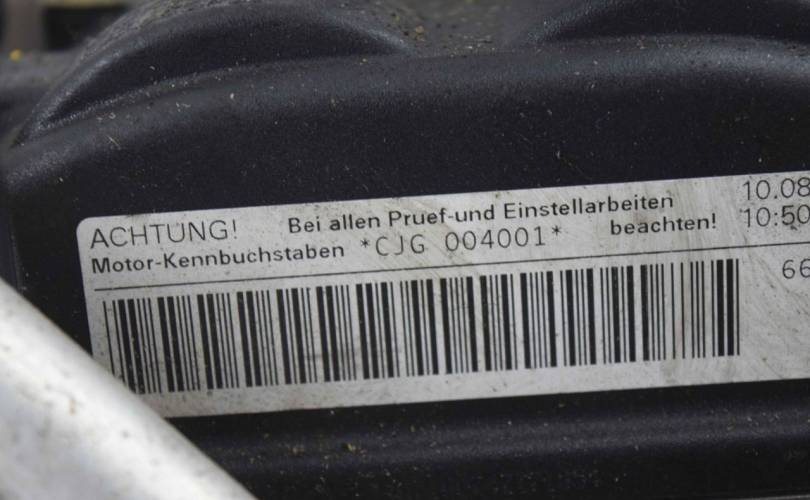 ACHTUNG! Bei allen Pruef-und Einstellarbeiten 10.08
Motor-Kennbuchstaben *CJG 004001* beachten! 10:50
66